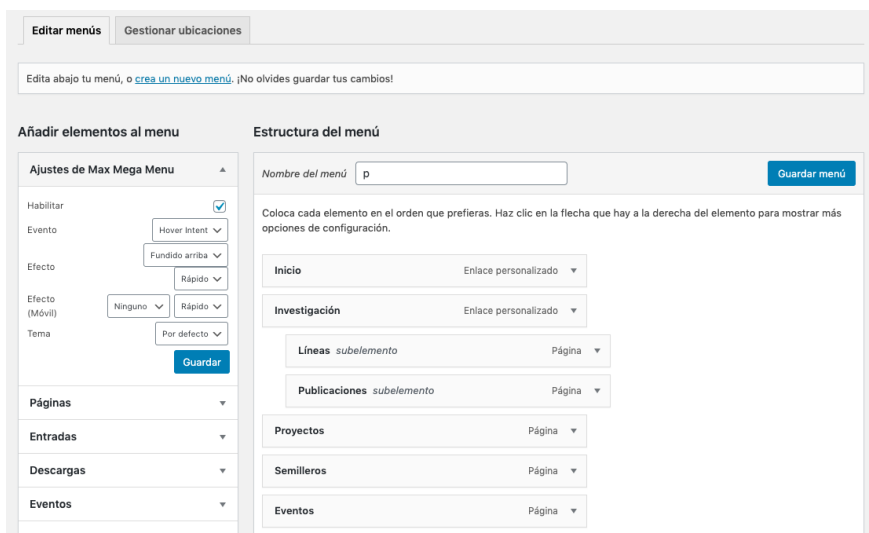 Editar menús
Gestionar ubicaciones
Edita abajo tu menú, o crea un nuevo menú. ¡No olvides guardar tus cambios!
Añadir elementos al menu
Ajustes de Max Mega Menu
Habilitar
Evento
Hover Intent
Efecto
Fundido arriba
Rápido
Efecto
(Móvil)
Ninguno
Rápido
Tema
Por defecto
Guardar
Páginas
Entradas
Descargas
Eventos
Estructura del menú
Nombre del menú
p
Guardar menú
Coloca cada elemento en el orden que prefieras. Haz clic en la flecha que hay a la derecha del elemento para mostrar más
opciones de configuración.
Inicio
Enlace personalizado
Investigación
Enlace personalizado
Líneas subelemento
Página
Publicaciones subelemento
Página
Proyectos
Página
Semilleros
Página
Eventos
Página